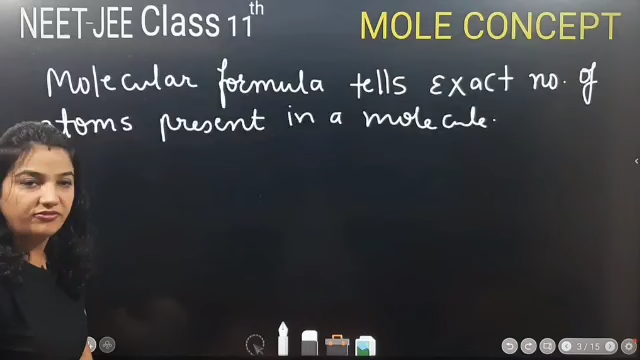 NEET-JEE Class 11th
MOLE CONCEPT
Molecular formula tells exact no. of
atoms present in a molecule.
3/15